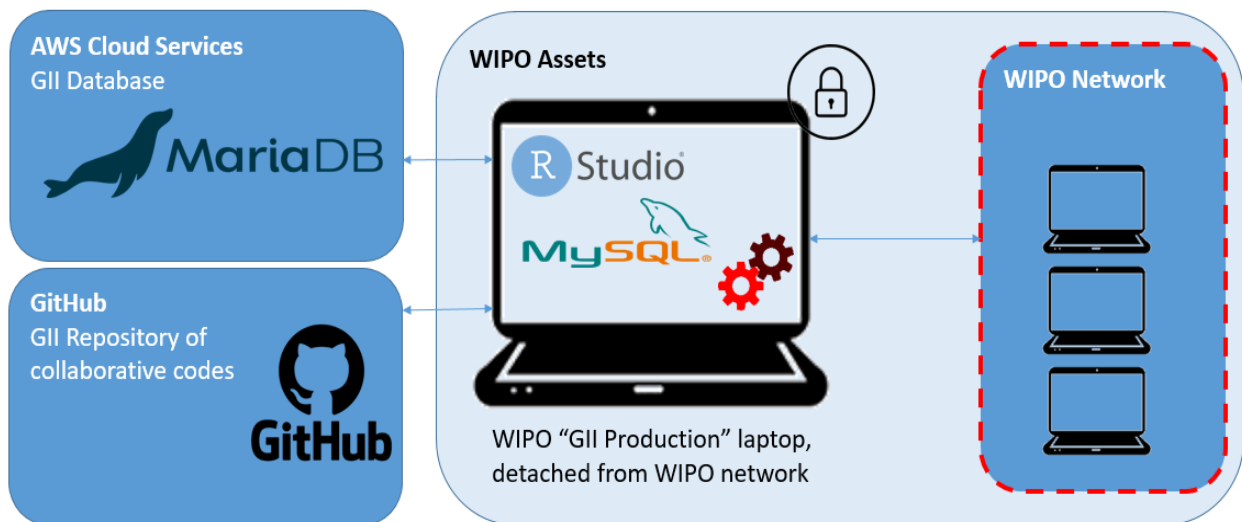 AWS Cloud Services
GII Database
MariaDB
GitHub
GII Repository of
collaborative codes
GitHub
WIPO Assets
R Studio®
MySQL®
WIPO “GII Production” laptop,
detached from WIPO network
WIPO Network